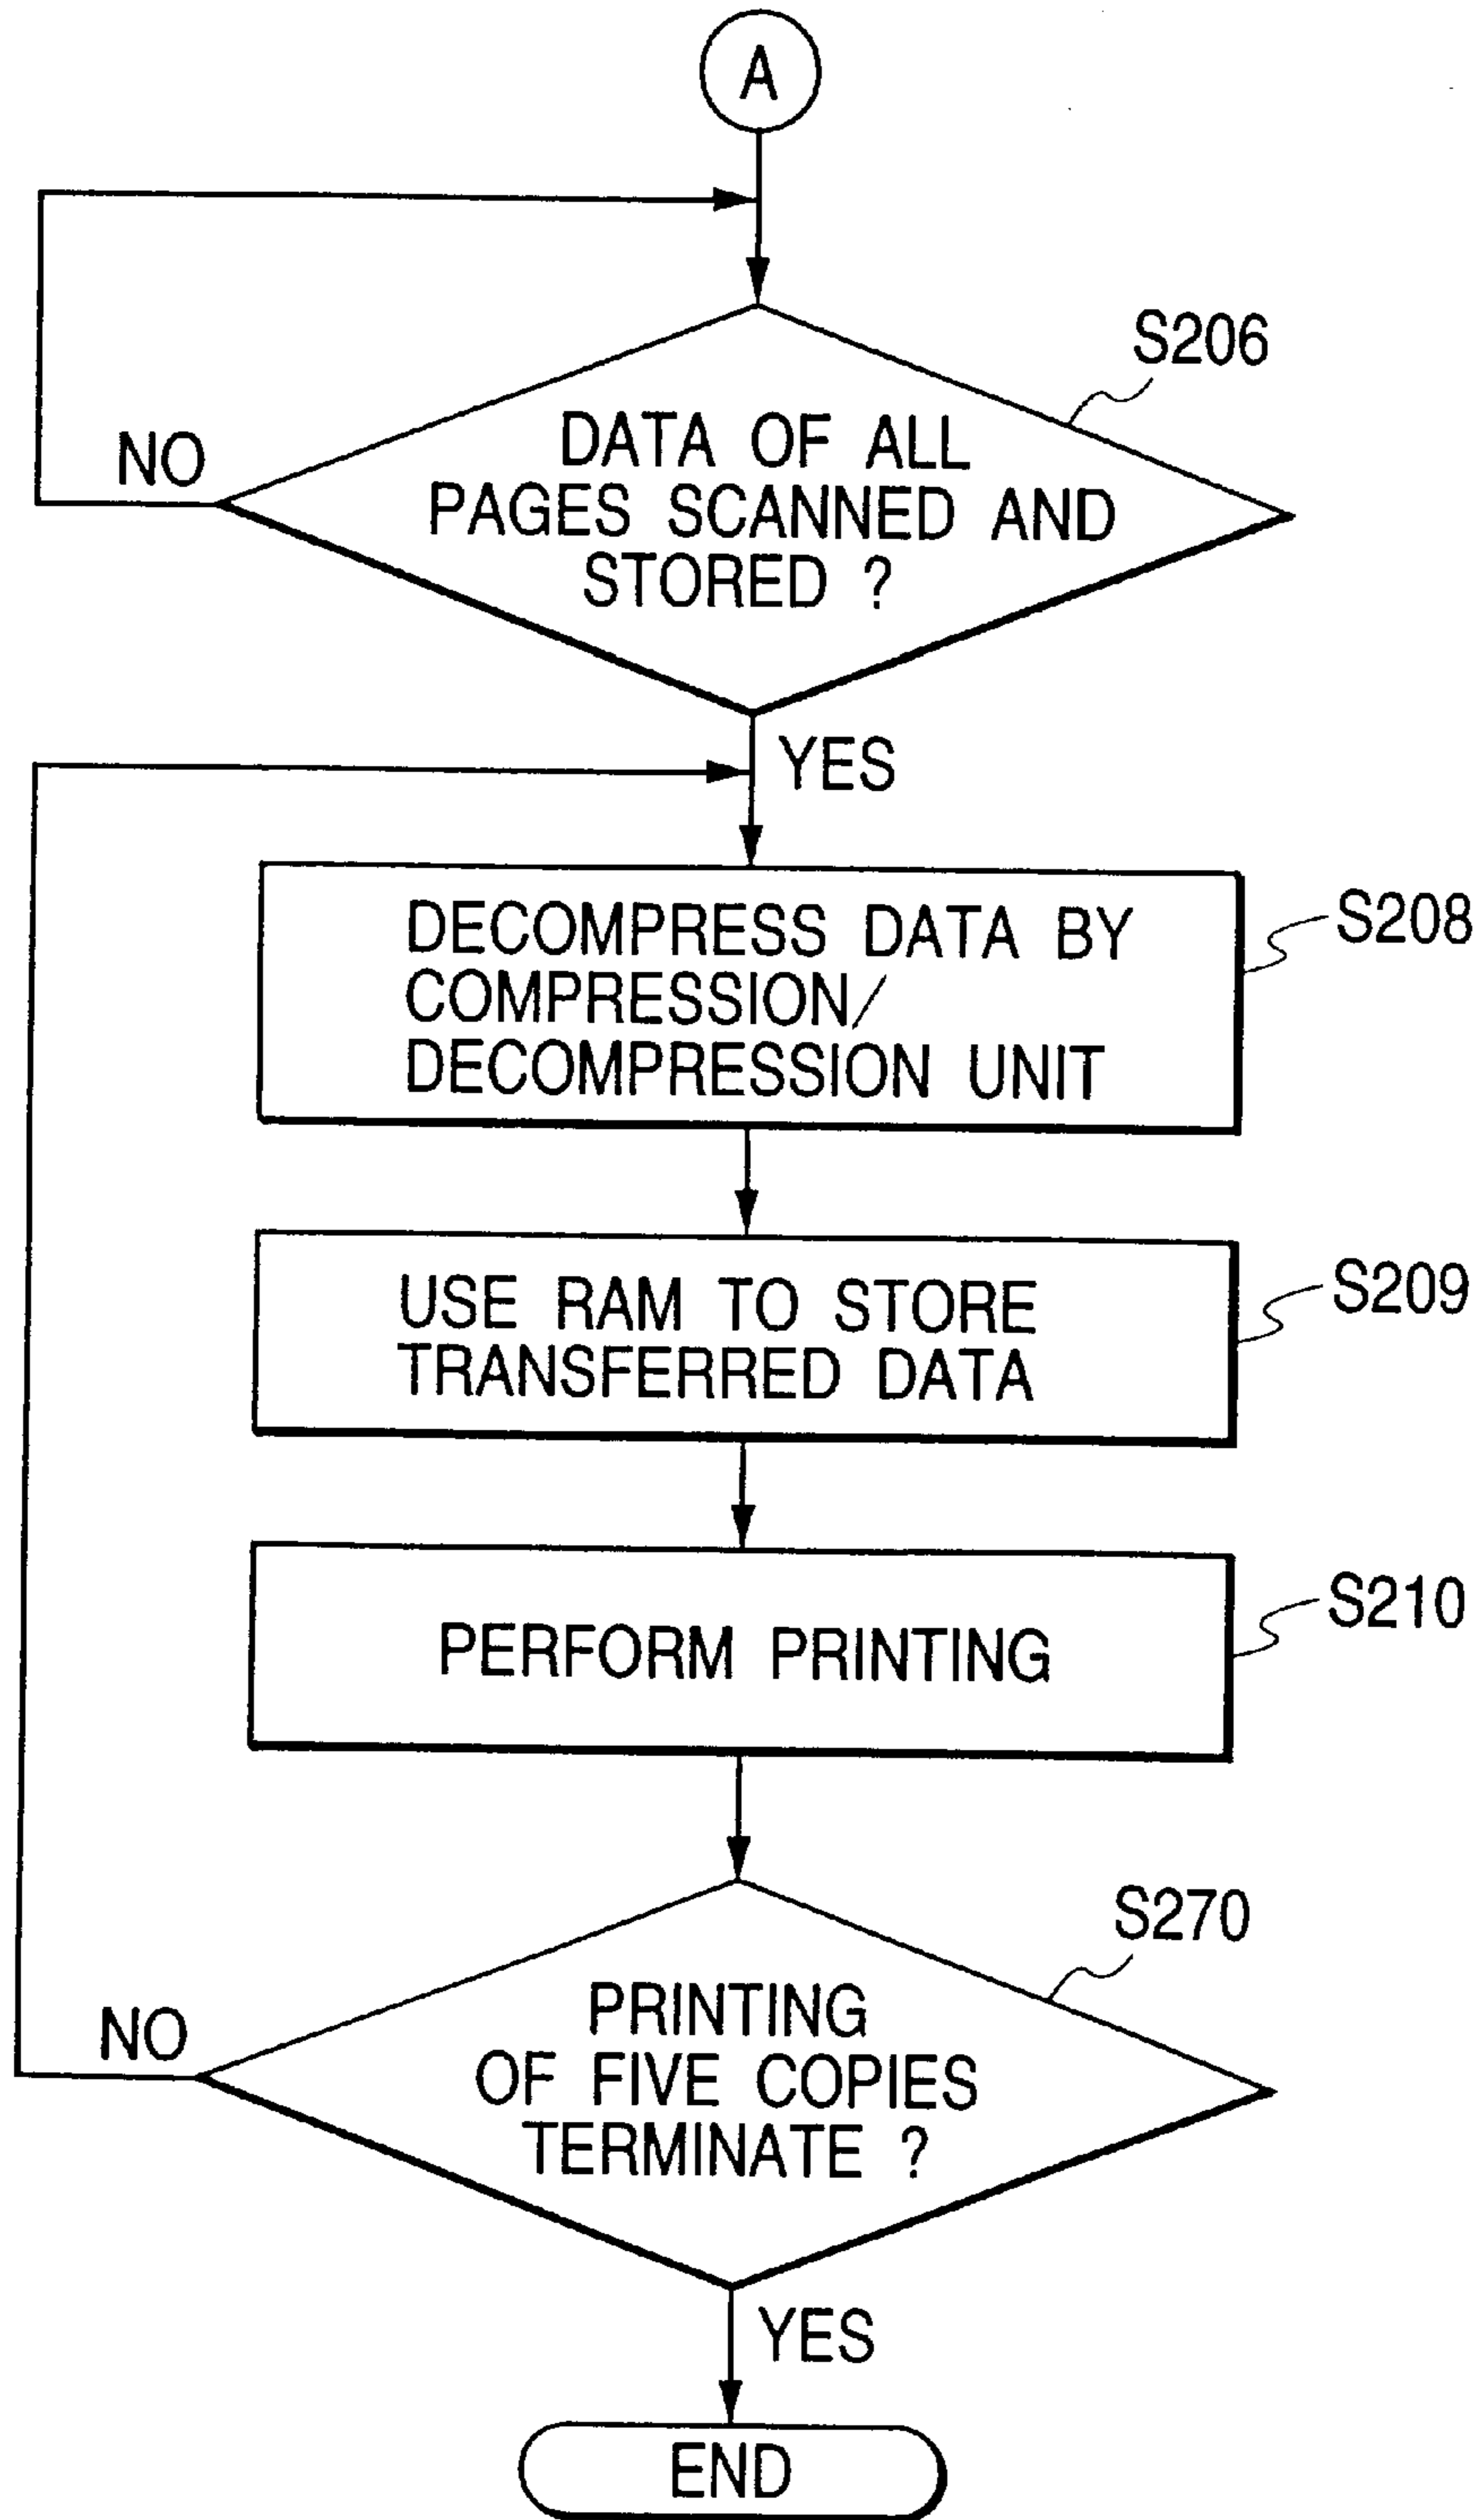 A
S206
DATA OF ALL
PAGES SCANNED AND
STORED ?
NO
YES
DECOMPRESS DATA BY
COMPRESSION/
DECOMPRESSION UNIT
S208
USE RAM TO STORE
TRANSFERRED DATA
S209
PERFORM PRINTING
S210
S270
PRINTING
OF FIVE COPIES
TERMINATE ?
NO
YES
END